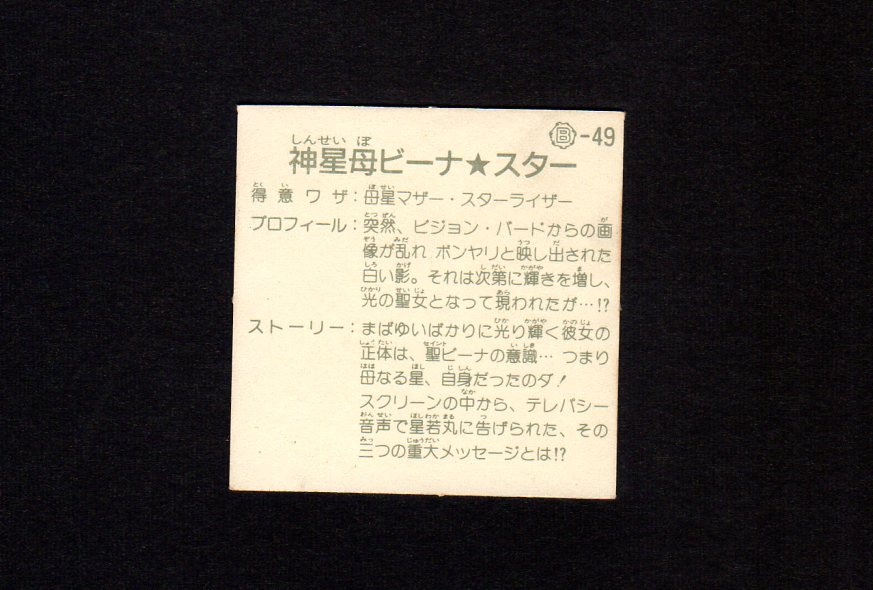 Ⓑ-49
神星母ビーナ★スター
得意ワザ：母星マザー・スターライザー
プロフィール：突然、ビジョン・バードからの画
像が乱れ ボンヤリと映し出された
白い影。それは次第に輝きを増し、
光の聖女となって現われたが…!?
ストーリー：まばゆいばかりに光り輝く彼女の
正体は、聖ビーナの意識… つまり
母なる星、自身だったのダ！
スクリーンの中から、テレパシー
音声で星若丸に告げられた、その
三つの重大メッセージとは!?